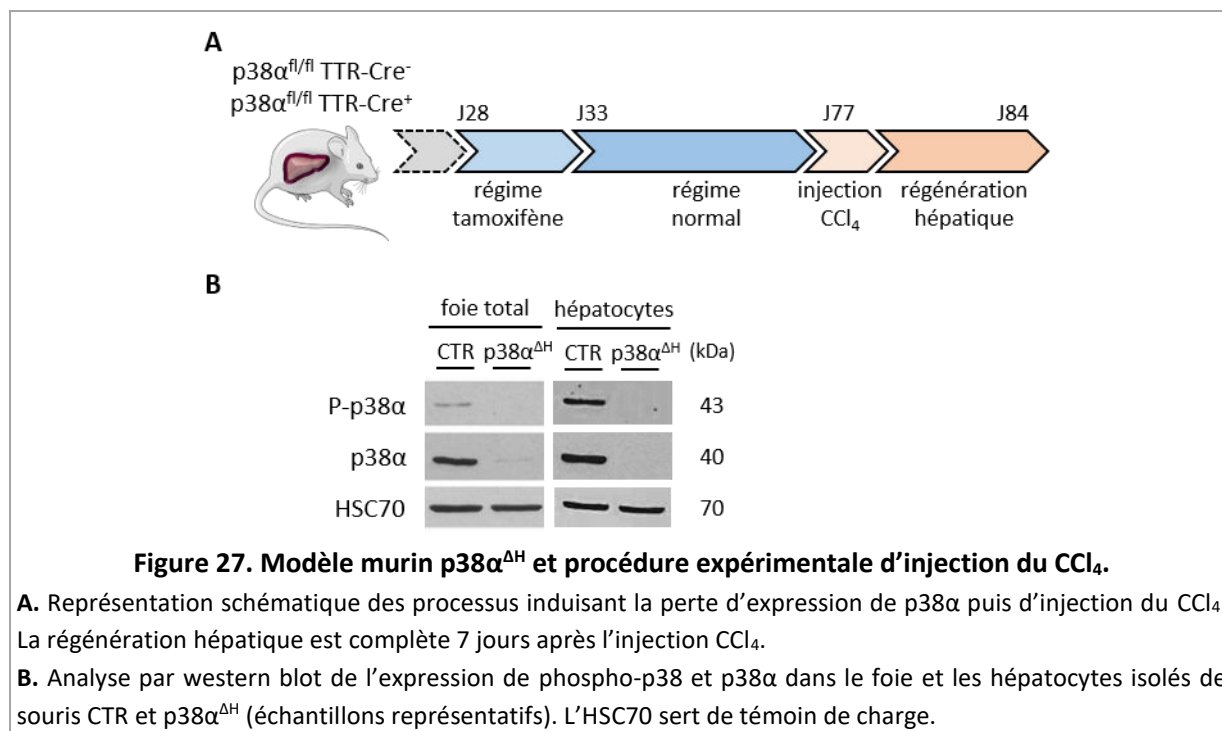 A
p38α^fl/fl TTR-Cre⁻
p38α^fl/fl TTR-Cre⁺
J28 J33 J77 J84
régime tamoxifène
régime normal
injection CCl₄
régénération hépatique
B
foie total hépatocytes
CTR p38α^ΔH CTR p38α^ΔH (kDa)
P-p38α 43
p38α 40
HSC70 70
Figure 27. Modèle murin p38α^ΔH et procédure expérimentale d’injection du CCl₄.
A. Représentation schématique des processus induisant la perte d’expression de p38α puis d’injection du CCl₄
La régénération hépatique est complète 7 jours après l’injection CCl₄.
B. Analyse par western blot de l’expression de phospho-p38 et p38α dans le foie et les hépatocytes isolés de
souris CTR et p38α^ΔH (échantillons représentatifs). L’HSC70 sert de témoin de charge.